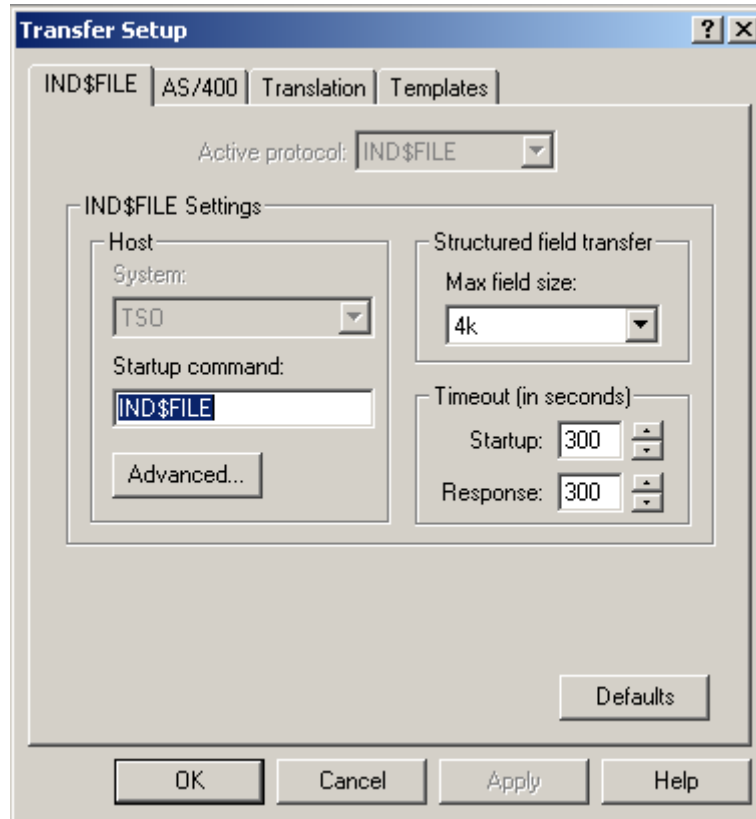 Transfer Setup
IND$FILE AS/400 Translation Templates
Active protocol: IND$FILE
IND$FILE Settings
Host
System:
TSO
Startup command:
IND$FILE
Advanced...
Structured field transfer
Max field size:
4k
Timeout (in seconds)
Startup: 300
Response: 300
Defaults
OK Cancel Apply Help